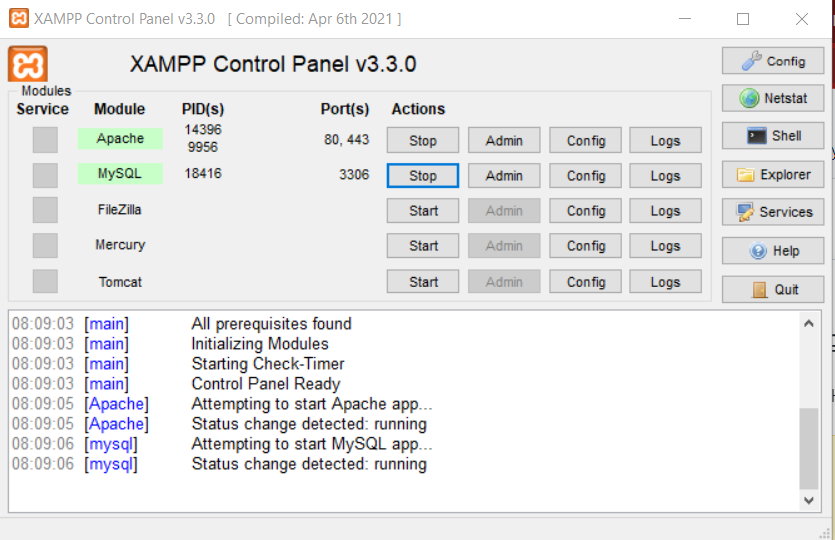 XAMPP Control Panel v3.3.0 [ Compiled: Apr 6th 2021 ]
XAMPP Control Panel v3.3.0
Config
Modules
Service Module PID(s) Port(s) Actions
Netstat
Apache 14396 9956 80, 443 Stop Admin Config Logs
Shell
MySQL 18416 3306 Stop Admin Config Logs
Explorer
FileZilla Start Admin Config Logs
Services
Mercury Start Admin Config Logs
Help
Tomcat Start Admin Config Logs
Quit
08:09:03 [main] All prerequisites found
08:09:03 [main] Initializing Modules
08:09:03 [main] Starting Check-Timer
08:09:03 [main] Control Panel Ready
08:09:05 [Apache] Attempting to start Apache app...
08:09:05 [Apache] Status change detected: running
08:09:06 [mysql] Attempting to start MySQL app...
08:09:06 [mysql] Status change detected: running